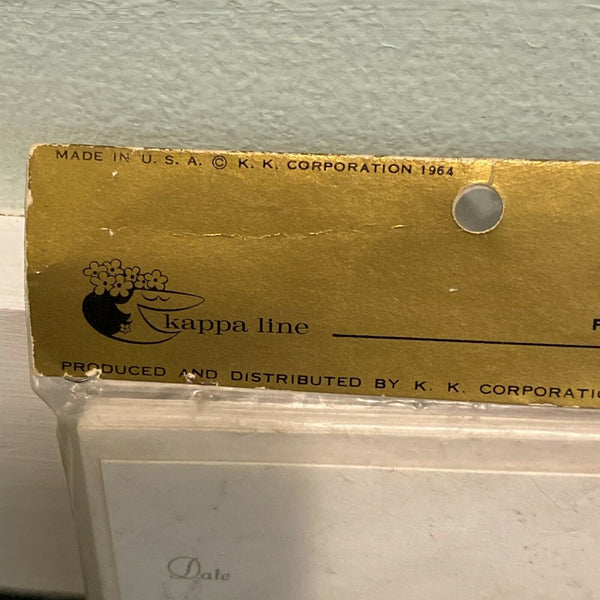 MADE IN U. S. A. © K. K. CORPORATION 1964
kappa line
PRODUCED AND DISTRIBUTED BY K. K. CORPORATIO
Date